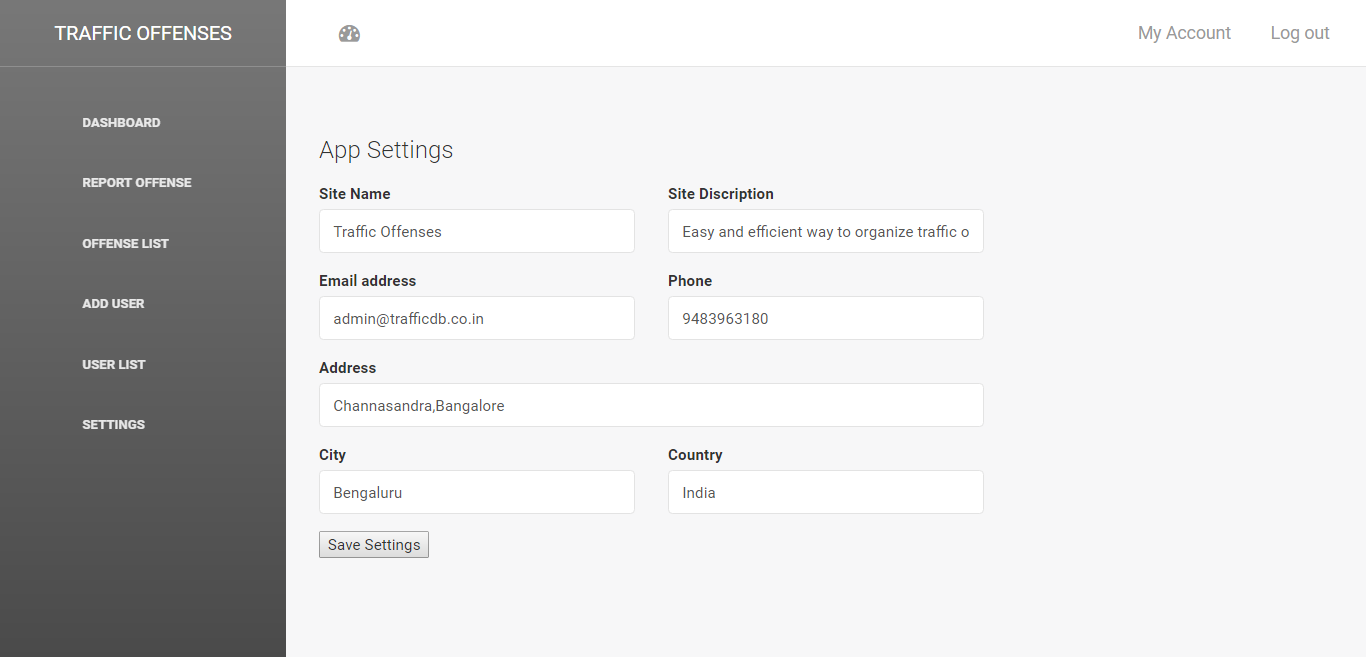 TRAFFIC OFFENSES
My Account
Log out
DASHBOARD
REPORT OFFENSE
OFFENSE LIST
ADD USER
USER LIST
SETTINGS
App Settings
Site Name
Site Discription
Traffic Offenses
Easy and efficient way to organize traffic o
Email address
Phone
admin@trafficdb.co.in
9483963180
Address
Channasandra,Bangalore
City
Country
Bengaluru
India
Save Settings